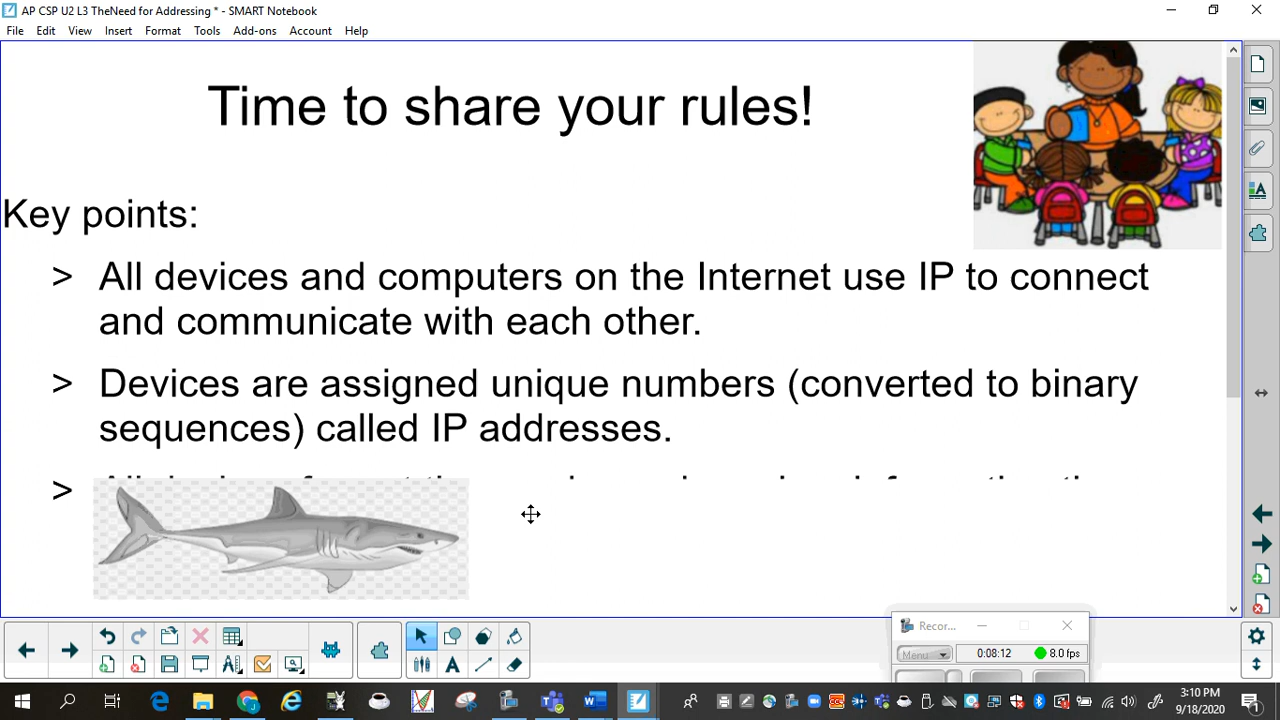 AP CSP U2 L3 TheNeed for Addressing * - SMART Notebook
File Edit View Insert Format Tools Add-ons Account Help
Time to share your rules!
Key points:
> All devices and computers on the Internet use IP to connect
and communicate with each other.
> Devices are assigned unique numbers (converted to binary
sequences) called IP addresses.
>
Recor...
Menu 0:08:12 8.0 fps
3:10 PM
9/18/2020